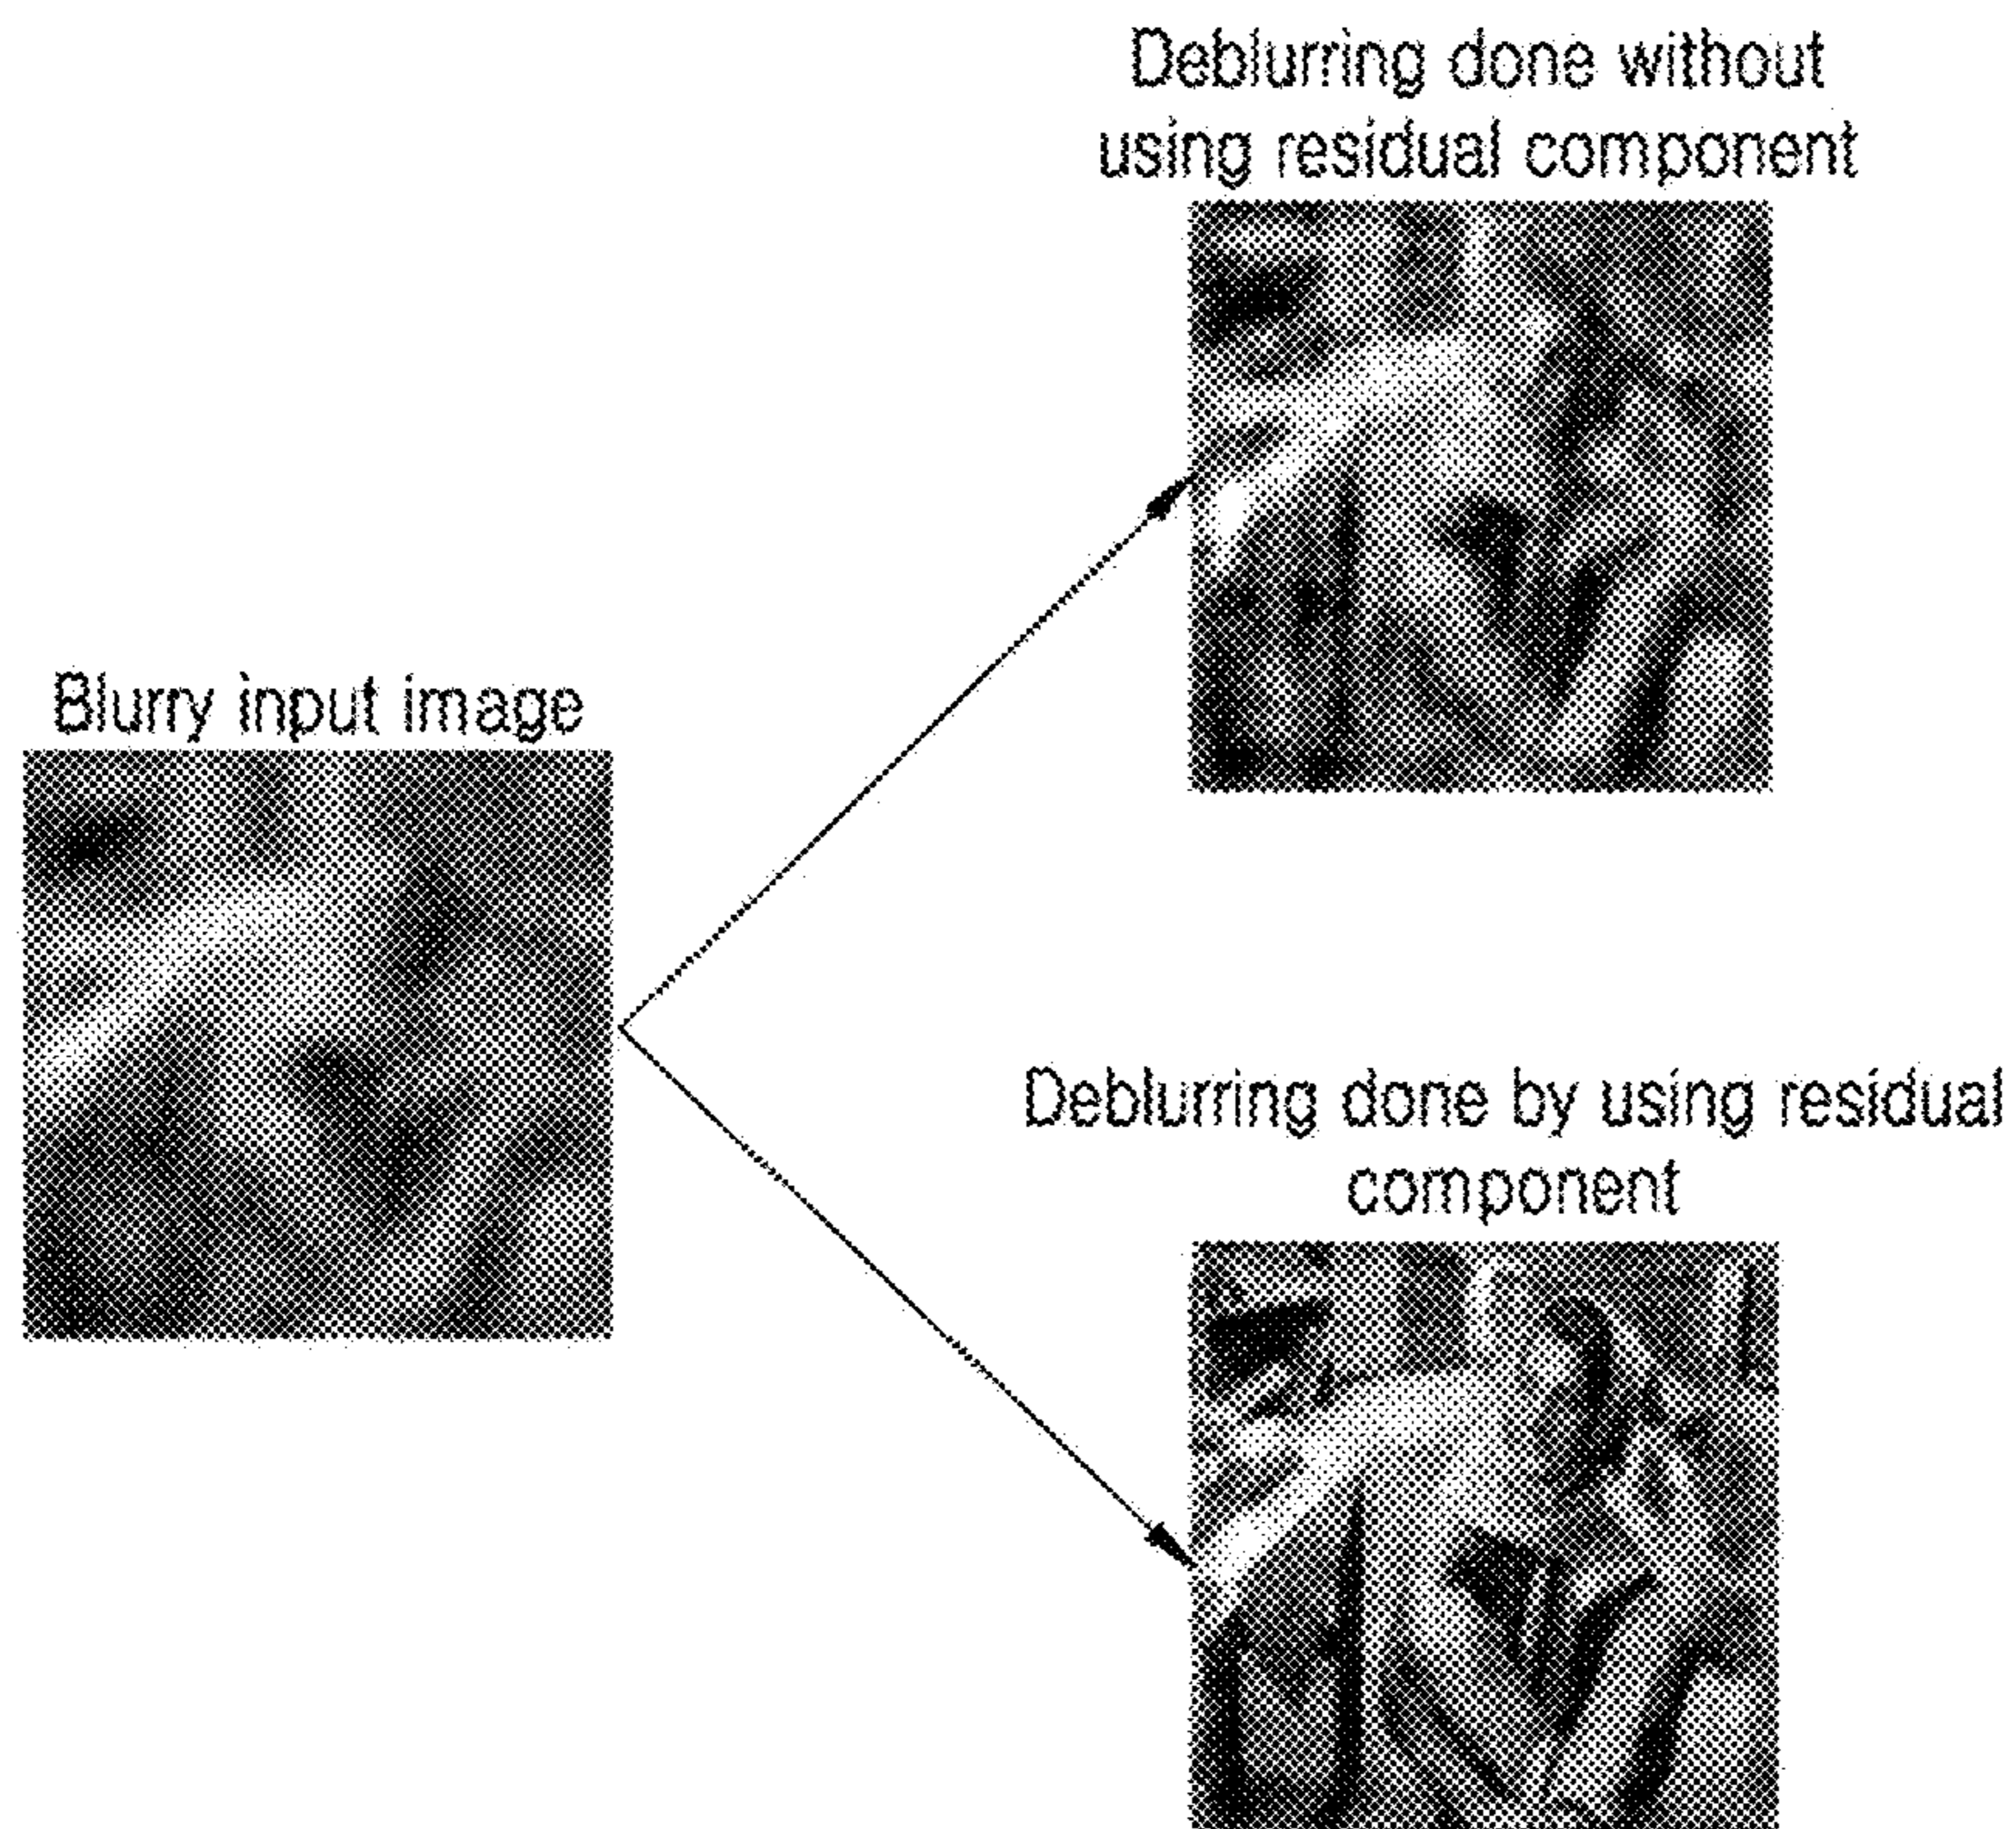 Deblurring done without
using residual component
Blurry input image
Deblurring done by using residual
component